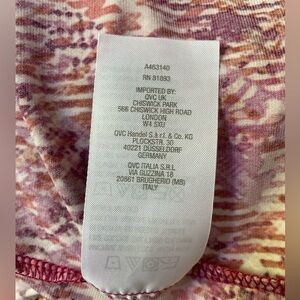 A463140
RN 81093
IMPORTED BY:
QVC UK
CHISWICK PARK
566 CHISWICK HIGH ROAD
LONDON
W4 5XU
QVC Handel S.à r.l. & Co. KG
PLOCKSTR. 30
40221 DÜSSELDORF
GERMANY
QVC ITALIA S.R.L
VIA GUZZINA 18
20861 BRUGHERIO (MB)
ITALY